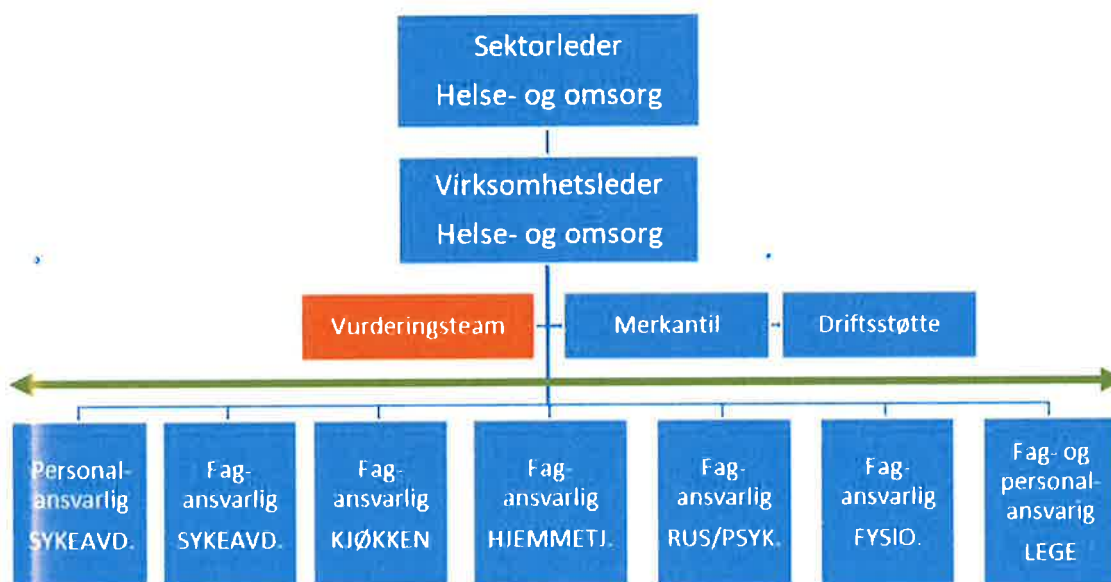 Sektorleder
Helse- og omsorg
Virksomhetsleder
Helse- og omsorg
Vurderingsteam
Merkantil
Driftsstøtte
Personal-
ansvarlig
SYKEAVD.
Fag-
ansvarlig
SYKEAVD.
Fag-
ansvarlig
KJØKKEN
Fag-
ansvarlig
HJEMMETJ.
Fag-
ansvarlig
RUS/PSYK.
Fag-
ansvarlig
FYSIO.
Fag- og
personal-
ansvarig
LEGE